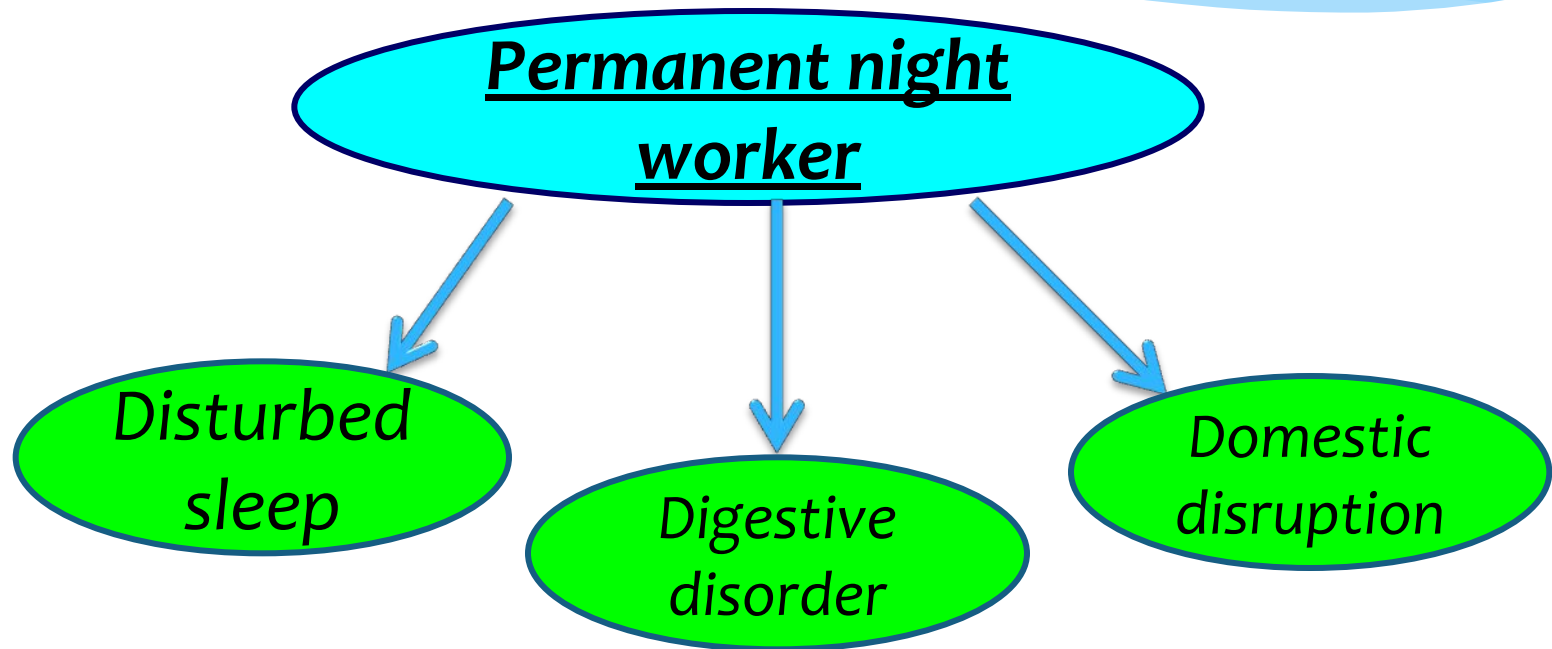 Permanent night
worker
Disturbed
sleep
Digestive
disorder
Domestic
disruption